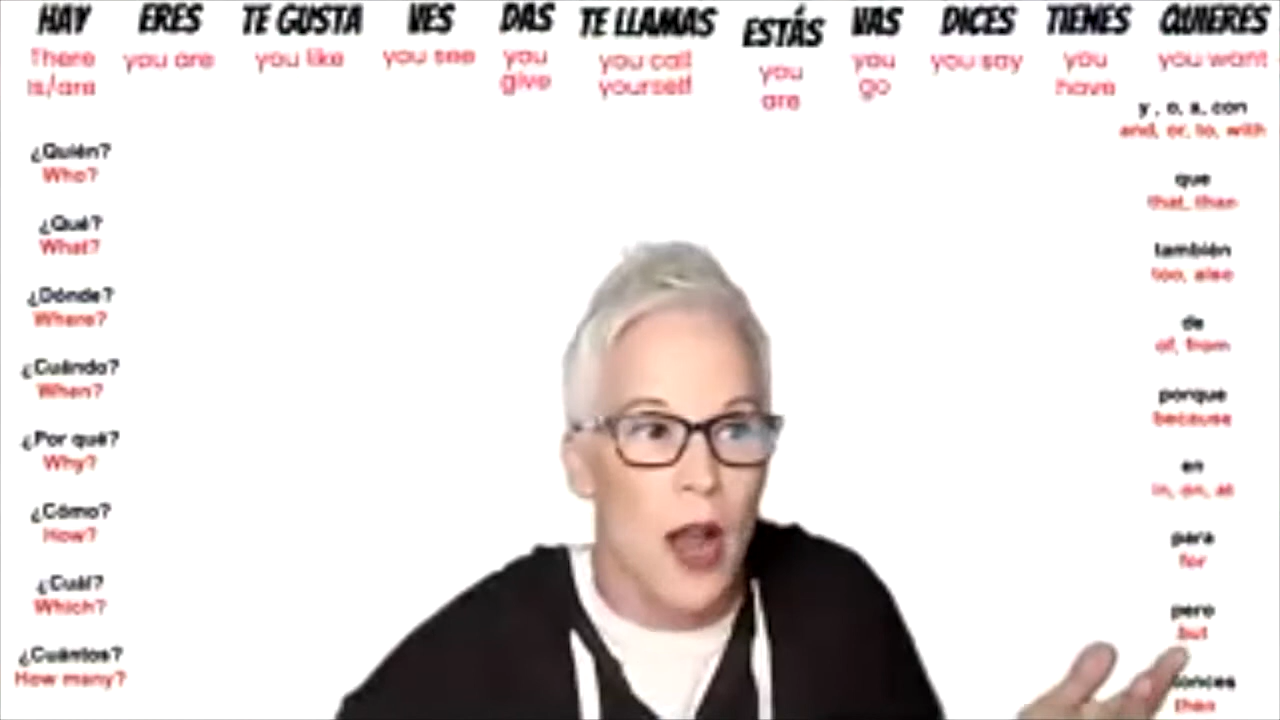 HAY ERES TE GUSTA VES DAS TE LLAMAS ESTÁS VAS DICES TIENES QUIERES
There is/are
you are
you like
you see
you give
you call yourself
you are
you go
you say
you have
you want
¿Quién?
Who?
¿Qué?
What?
¿Dónde?
Where?
¿Cuándo?
When?
¿Por qué?
Why?
¿Cómo?
How?
¿Cuál?
Which?
¿Cuántos?
How many?
y , o, a, con
and, or, to, with
que
that, than
también
too, also
de
of, from
porque
because
en
in, on, at
para
for
pero
but
tonces
then